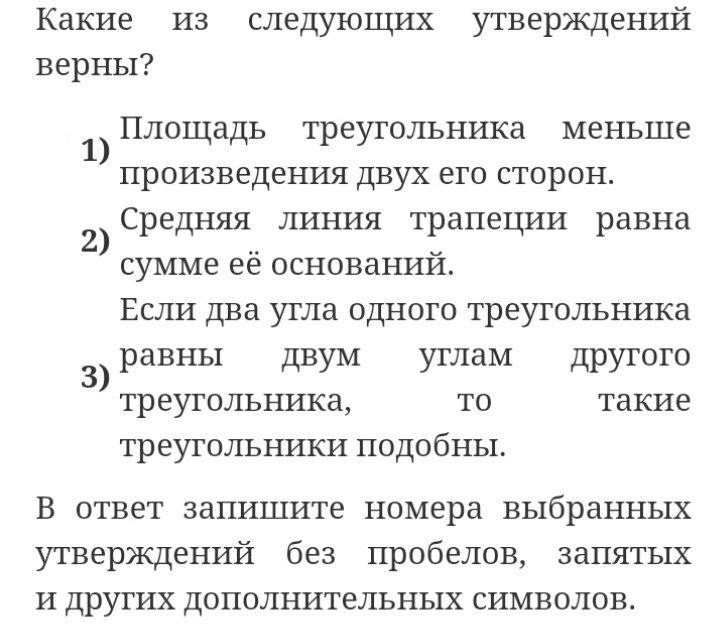 Какие из следующих утверждений
верны?
1) Площадь треугольника меньше
произведения двух его сторон.
2) Средняя линия трапеции равна
сумме её оснований.
3) Если два угла одного треугольника
равны двум углам другого
треугольника, то такие
треугольники подобны.
В ответ запишите номера выбранных
утверждений без пробелов, запятых
и других дополнительных символов.